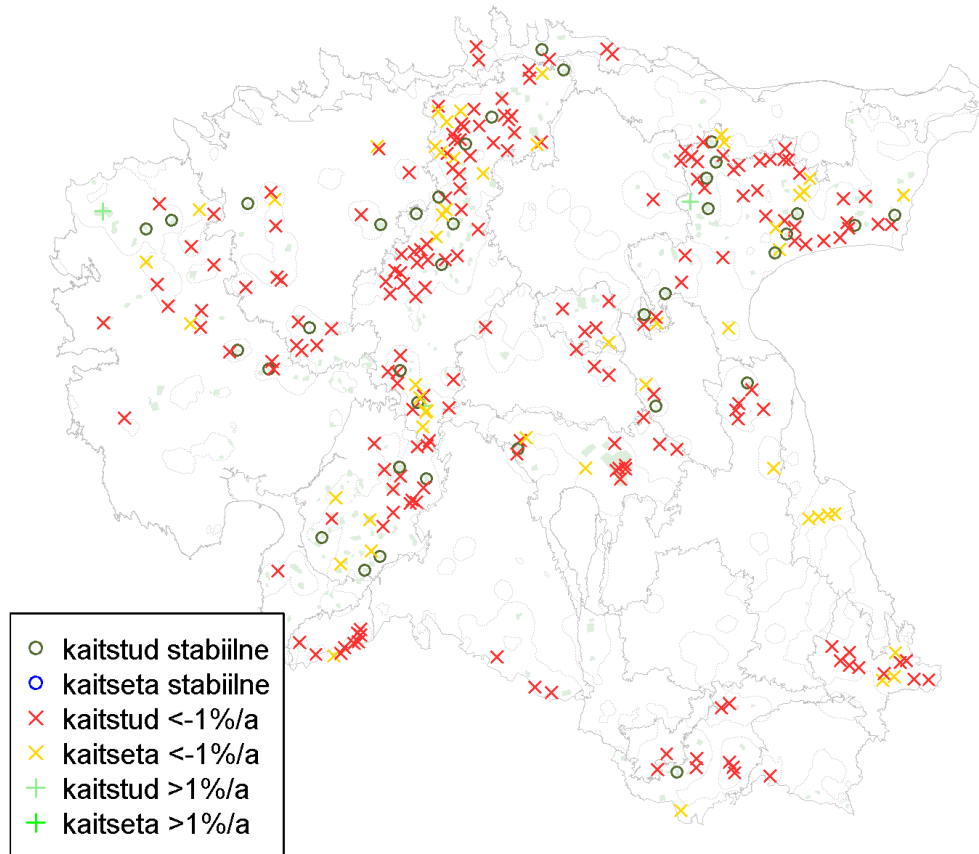 kaitstud stabiilne
kaitseta stabiilne
kaitstud <-1%/a
kaitseta <-1%/a
kaitstud >1%/a
kaitseta >1%/a